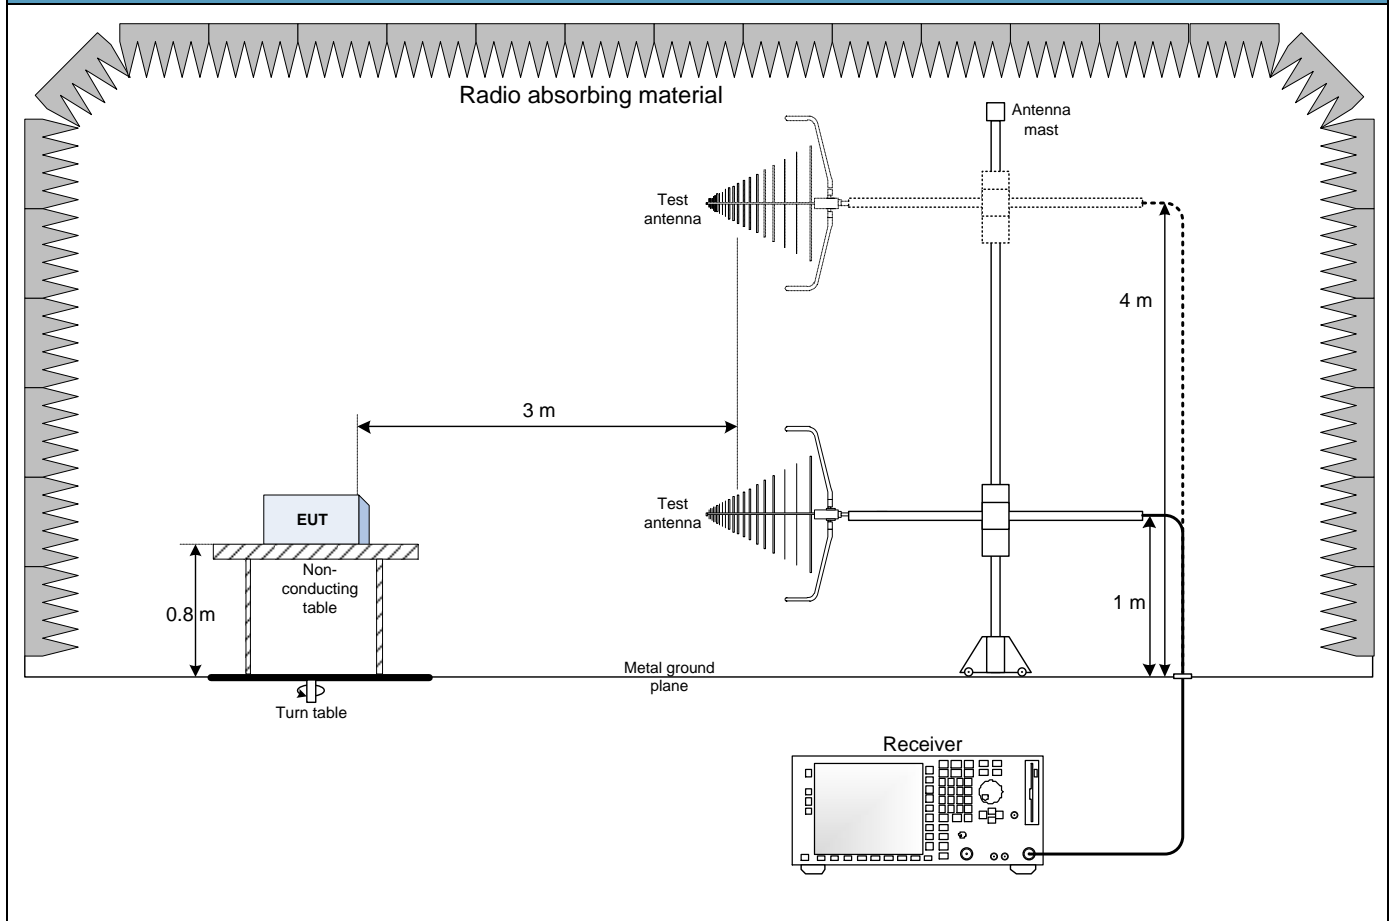 Radio absorbing material
Antenna
mast
Test
antenna
4 m
3 m
Test
antenna
EUT
Non-
conducting
table
0.8 m
1 m
Metal ground
plane
Turn table
Receiver